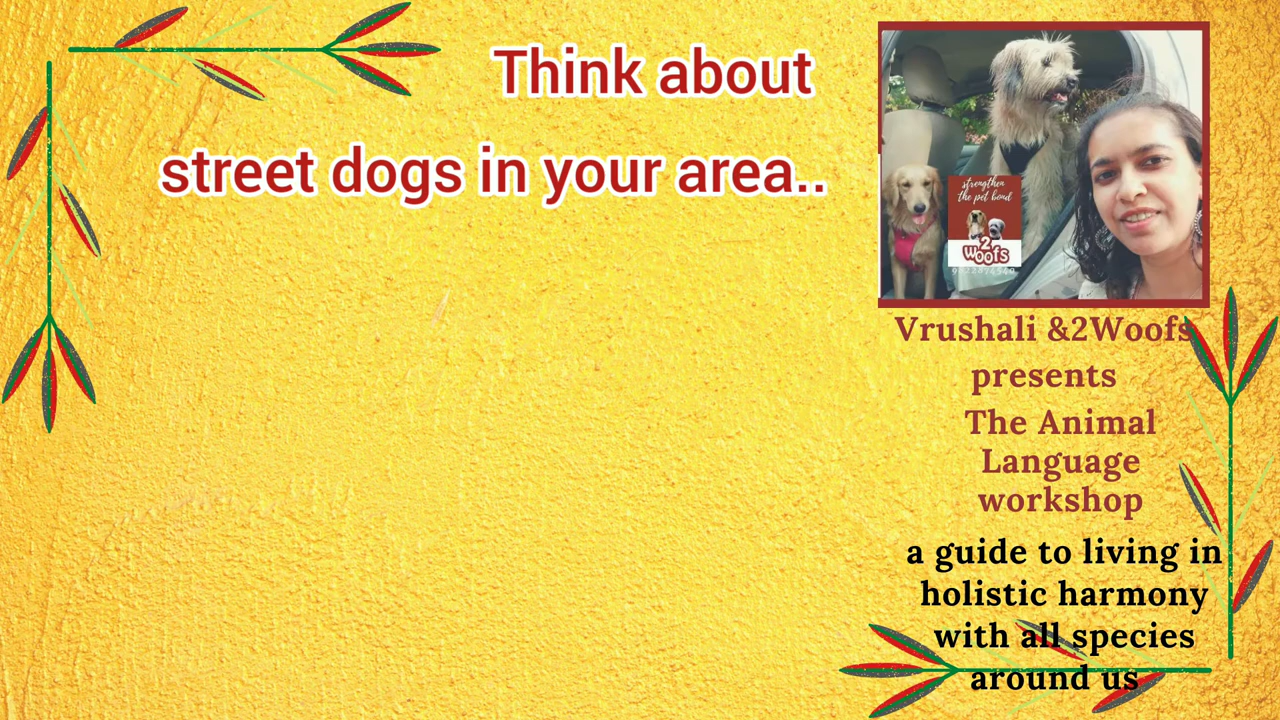 Think about
street dogs in your area..
strengthen
the pet bond
2
Woofs
Vrushali &2Woofs
presents
The Animal
Language
workshop
a guide to living in
holistic harmony
with all species
around us